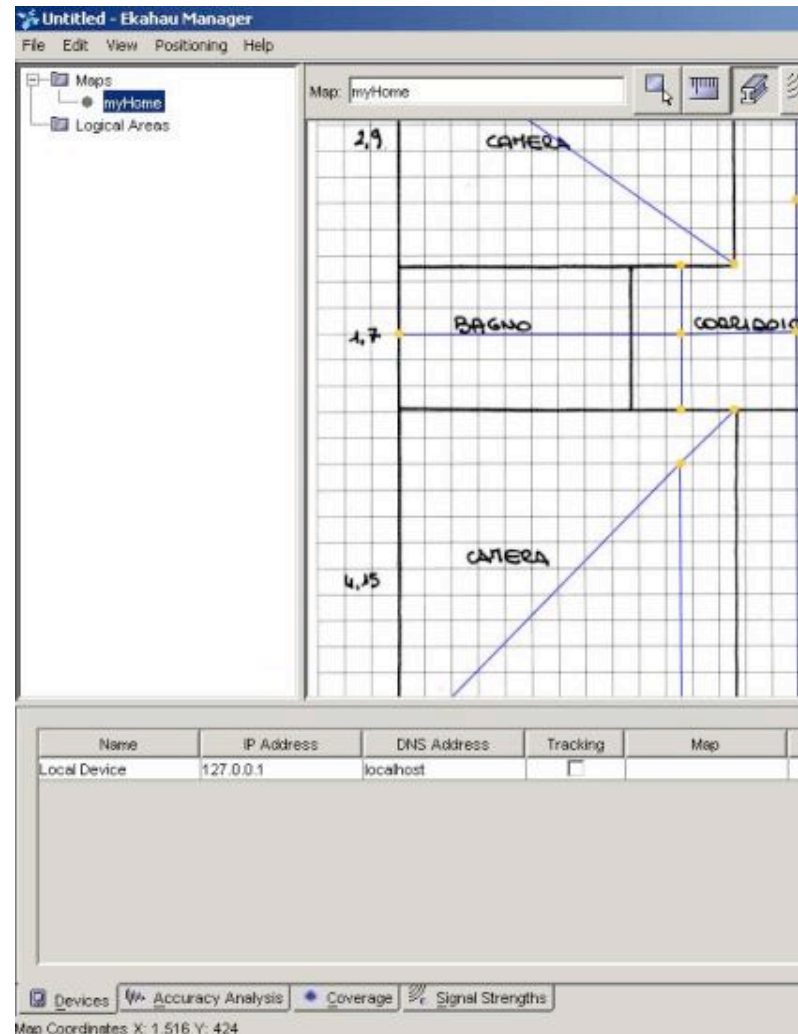 Untitled - Ekahau Manager
File Edit View Positioning Help
Maps
myHome
Logical Areas
Map: myHome
2,9 CAMERA
1,7 BAGNO
CAMERA
4,15
Name IP Address DNS Address Tracking Map
Local Device 127.0.0.1 localhost
Devices Accuracy Analysis Coverage Signal Strengths
Map Coordinates X: 1.516 Y: 424